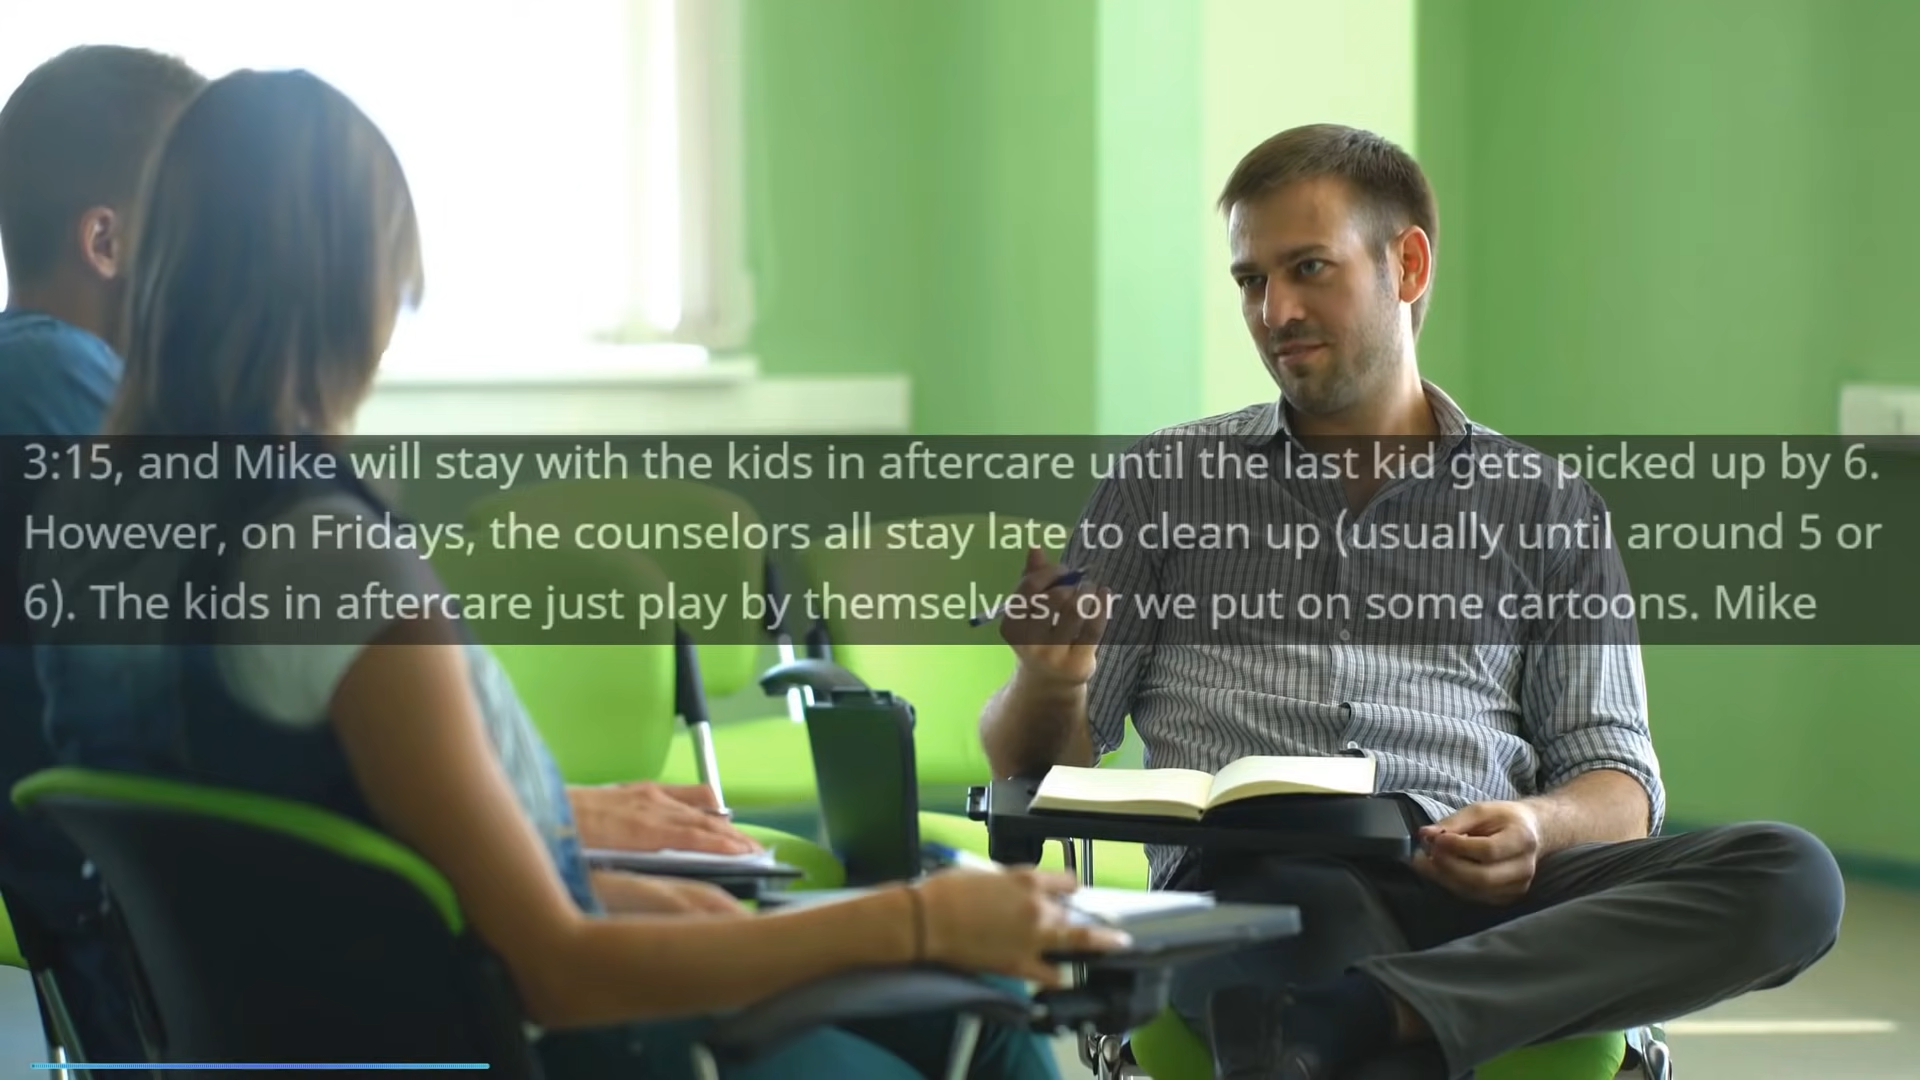 3:15, and Mike will stay with the kids in aftercare until the last kid gets picked up by 6.
However, on Fridays, the counselors all stay late to clean up (usually until around 5 or
6). The kids in aftercare just play by themselves, or we put on some cartoons. Mike